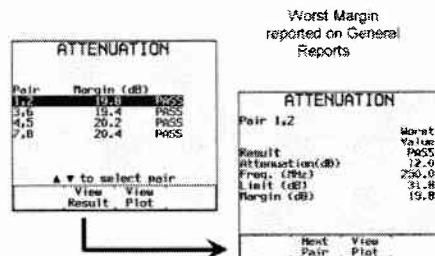 Worst Margin
reported on General
Reports
ATTENUATION
Pair Margin (dB)
1,2 19.8 PASS
3,6 19.4 PASS
4,5 20.2 PASS
7,8 20.4 PASS
▲ ▼ to select pair
View View
Result Plot
ATTENUATION
Pair 1,2
Worst
Value
Result PASS
Attenuation(dB) 12.0
Freq. (MHz) 250.0
Limit (dB) 31.8
Margin (dB) 19.8
Next View
Pair Plot